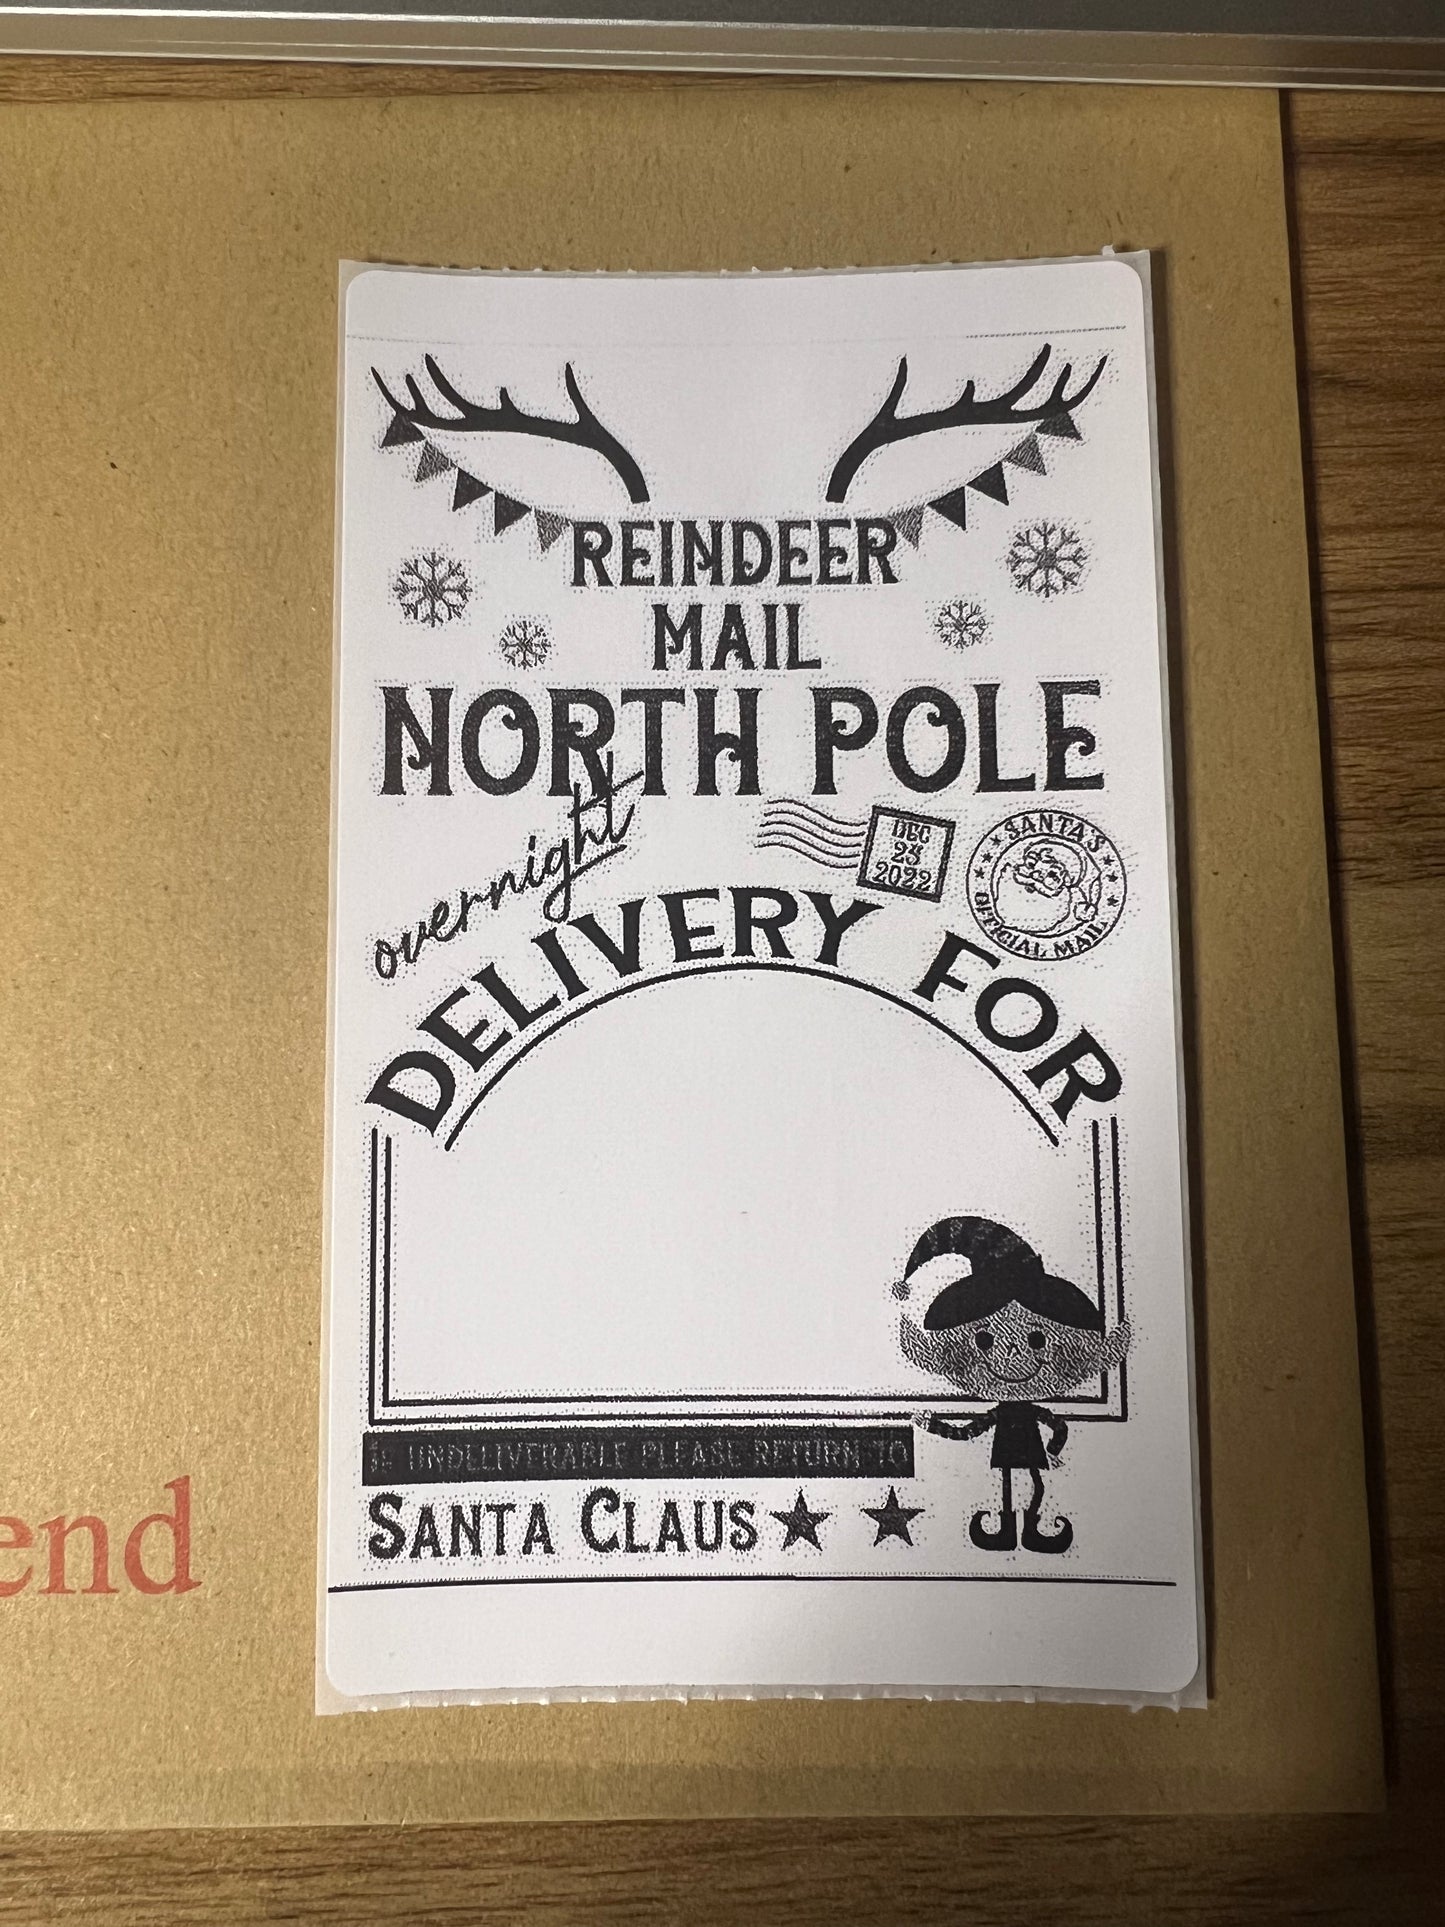 REINDEER
MAIL
NORTH POLE
overnight
DEC
25
2022
SANTA'S
OFFICIAL MAIL
DELIVERY FOR
IF UNDELIVERABLE PLEASE RETURN TO
SANTA CLAUS
end